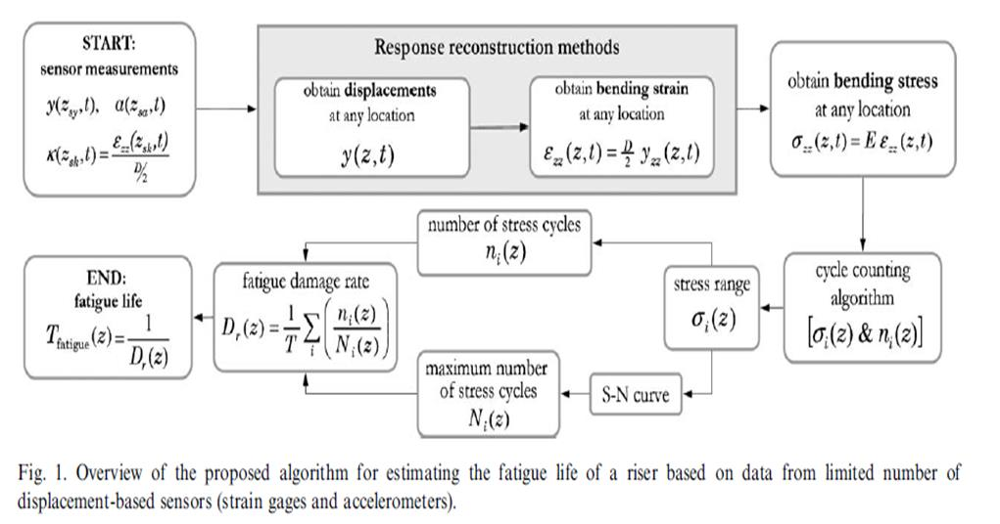 START:
sensor measurements
y(z_sy,t), a(z_sa,t)
κ(z_sk,t)= ε_zz(z_sk,t) / D/2
Response reconstruction methods
obtain displacements
at any location
y(z,t)
obtain bending strain
at any location
ε_zz(z,t)= D/2 y_zz(z,t)
obtain bending stress
at any location
σ_zz(z,t)= E ε_zz(z,t)
cycle counting
algorithm
[σ_i(z) & n_i(z)]
stress range
σ_i(z)
number of stress cycles
n_i(z)
S-N curve
maximum number
of stress cycles
N_i(z)
fatigue damage rate
D_r(z)= 1/T Σ_i ( n_i(z) / N_i(z) )
END:
fatigue life
T_fatigue(z)= 1 / D_r(z)
Fig. 1. Overview of the proposed algorithm for estimating the fatigue life of a riser based on data from limited number of
displacement-based sensors (strain gages and accelerometers).